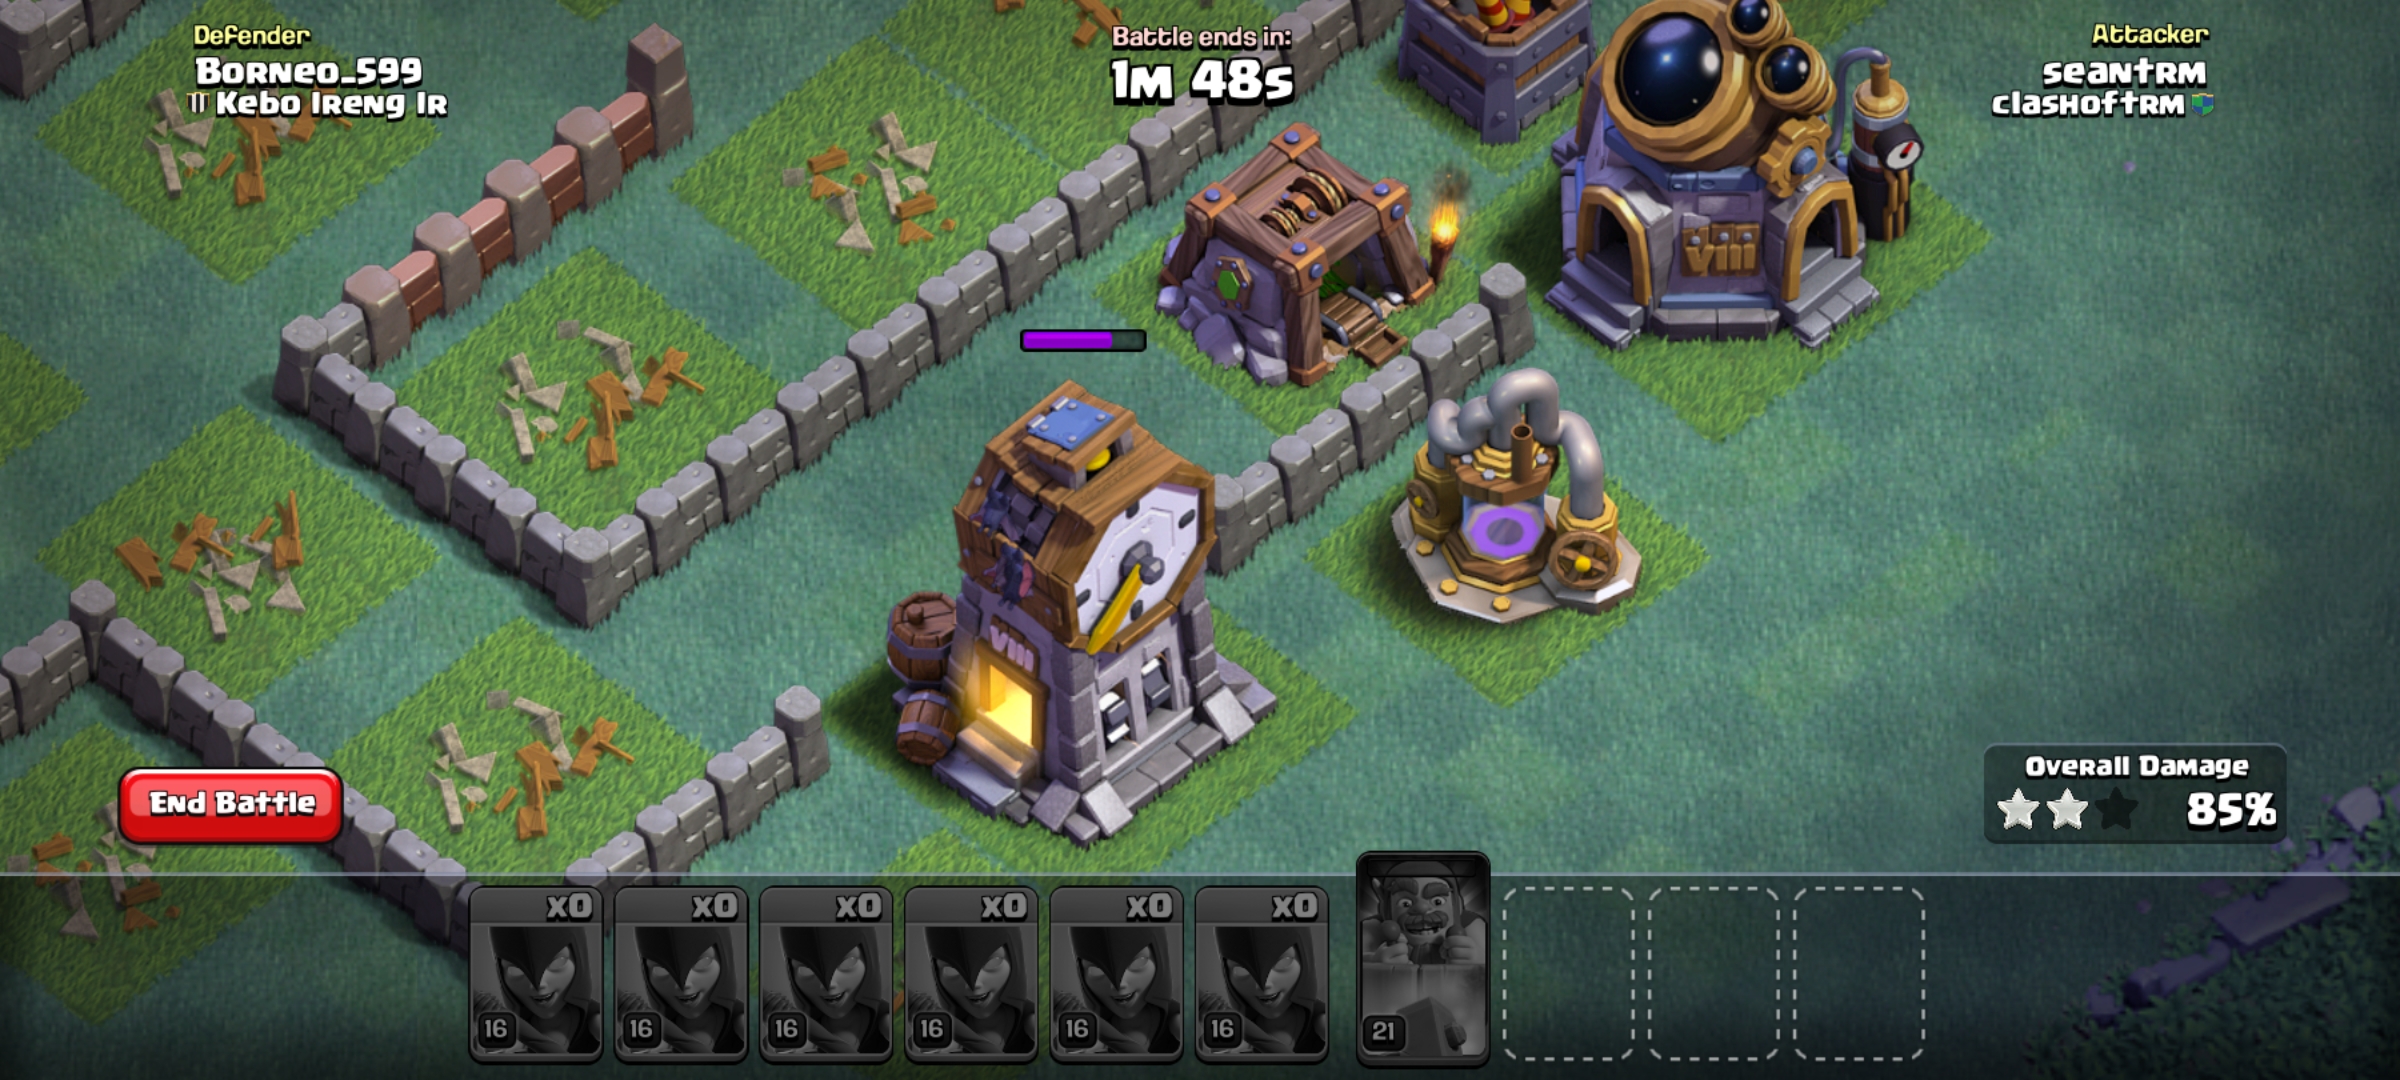 Defender
Borneo_599
Kebo Ireng Ir
Battle ends in:
1m 48s
Attacker
seantRM
clashoftRM
VIII
VIII
End Battle
Overall Damage
85%
x0
x0
x0
x0
x0
x0
16
16
16
16
16
16
21